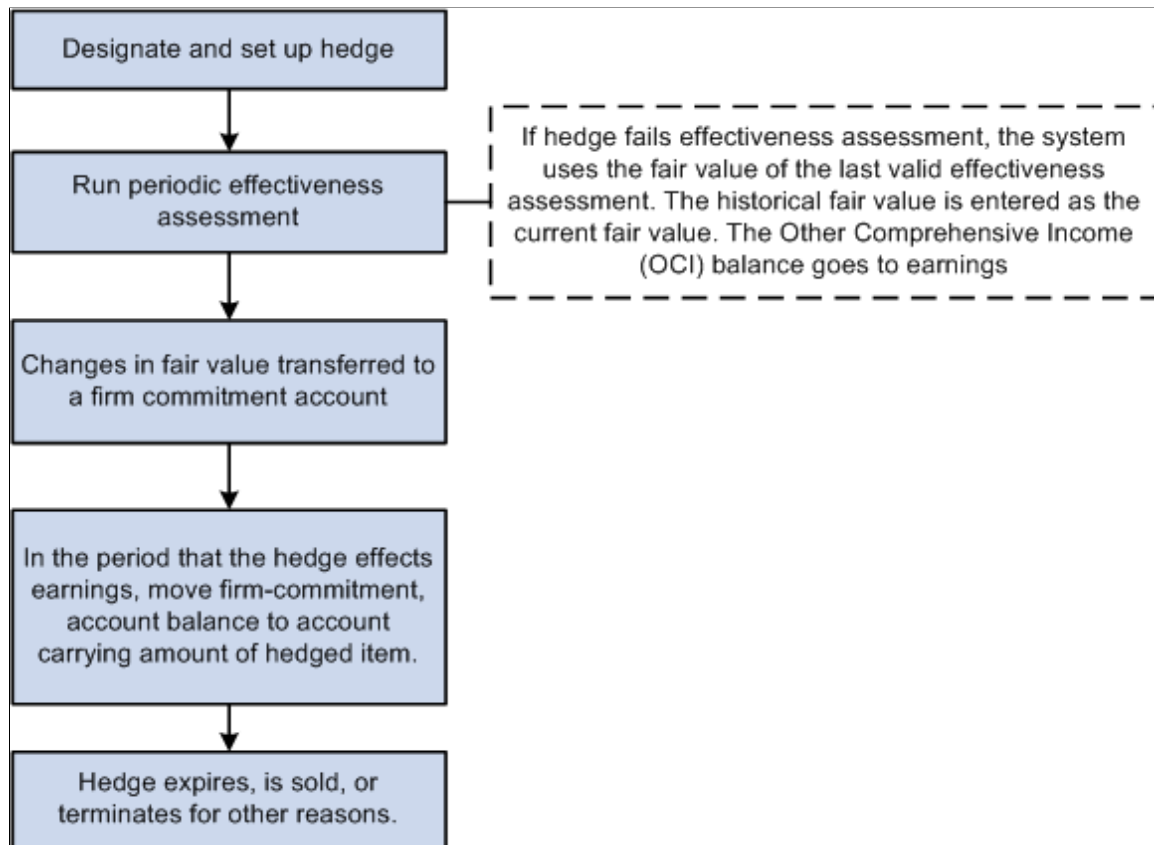 Designate and set up hedge
Run periodic effectiveness
assessment
If hedge fails effectiveness assessment, the system
uses the fair value of the last valid effectiveness
assessment. The historical fair value is entered as the
current fair value. The Other Comprehensive Income
(OCI) balance goes to earnings
Changes in fair value transferred to
a firm commitment account
In the period that the hedge effects
earnings, move firm-commitment,
account balance to account
carrying amount of hedged item.
Hedge expires, is sold, or
terminates for other reasons.